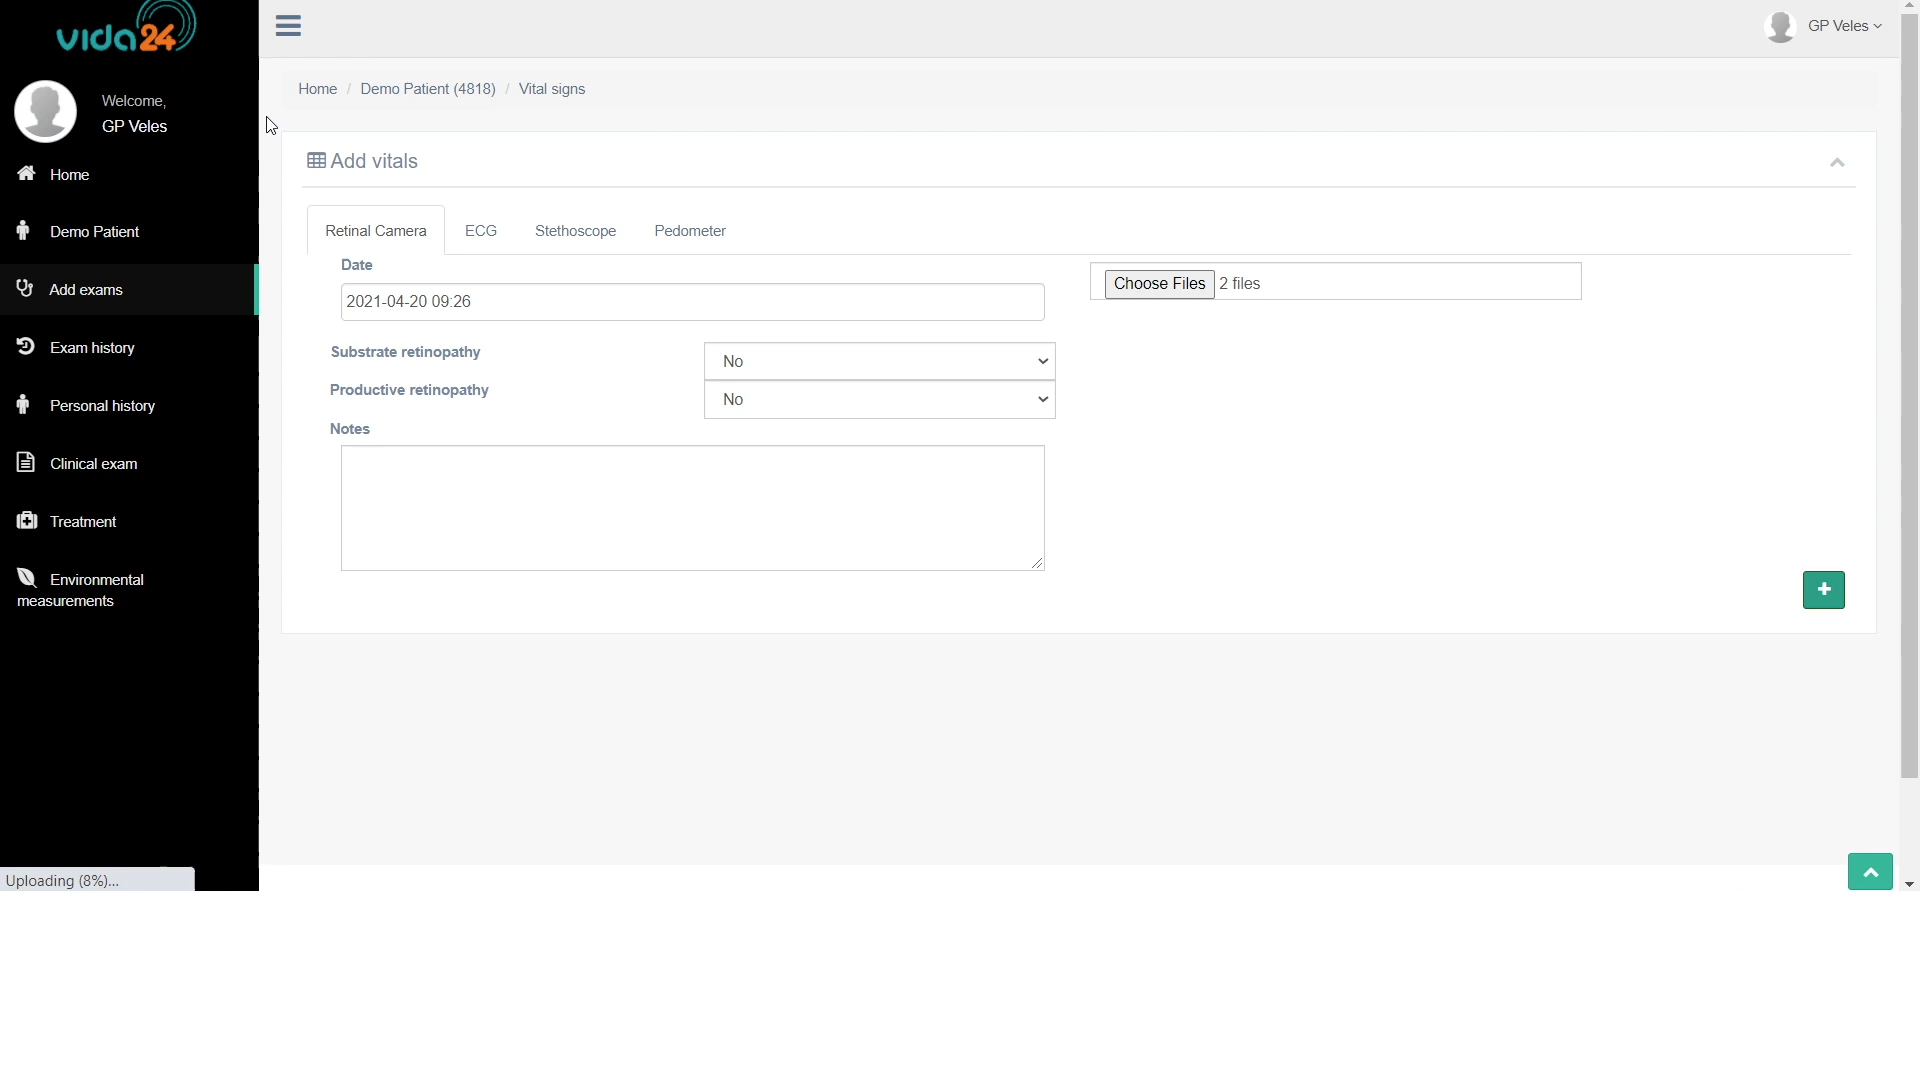 vida24
GP Veles
Welcome,
GP Veles
Home
Demo Patient
Add exams
Exam history
Personal history
Clinical exam
Treatment
Environmental
measurements
Uploading (8%)...
Home / Demo Patient (4818) / Vital signs
Add vitals
Retinal Camera ECG Stethoscope Pedometer
Date
2021-04-20 09:26
Choose Files 2 files
Substrate retinopathy No
Productive retinopathy No
Notes